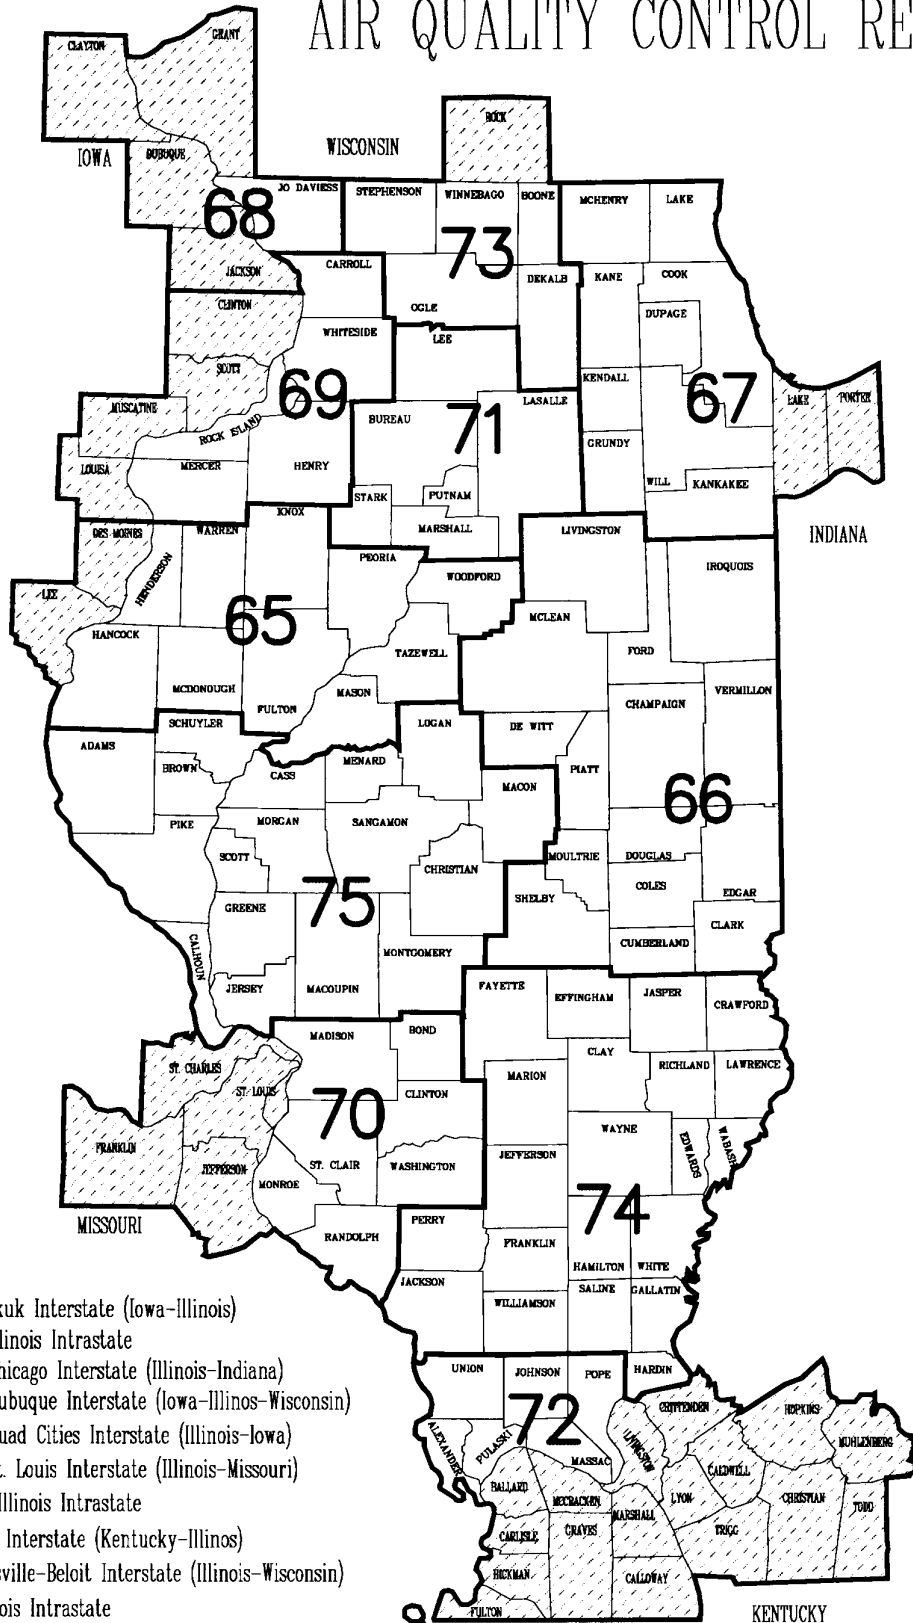 AIR QUALITY CONTROL RE
CLAYTON
GRANT
ROCK
IOWA
DUBUQUE
WISCONSIN
JO DAVIESS
STEPHENSON
WINNEBAGO
BOONE
MCHENRY
LAKE
68
73
JACKSON
CARROLL
DEKALB
KANE
COOK
CLINTON
OGLE
DUPAGE
WHITESIDE
LEE
SCOTT
69
KENDALL
67
MUSCATINE
LASALLE
LAKE
PORTER
ROCK ISLAND
BUREAU
71
GRUNDY
LOUISA
MERCER
HENRY
STARK
PUTNAM
WILL
KANKAKEE
KNOX
MARSHALL
DES MOINES
WARREN
LIVINGSTON
INDIANA
HENDERSON
PEORIA
WOODFORD
IROQUOIS
LEE
65
MCLEAN
HANCOCK
TAZEWELL
FORD
MCDONOUGH
MASON
VERMILLON
FULTON
CHAMPAIGN
SCHUYLER
LOGAN
DE WITT
ADAMS
BROWN
CASS
MENARD
PIATT
MACON
66
PIKE
MORGAN
SANGAMON
SCOTT
CHRISTIAN
MOULTRIE
DOUGLAS
75
COLES
GREENE
SHELBY
EDGAR
CLARK
CALHOUN
MONTGOMERY
CUMBERLAND
JERSEY
MACOUPIN
FAYETTE
EFFINGHAM
JASPER
CRAWFORD
MADISON
BOND
CLAY
ST. CHARLES
MARION
RICHLAND
LAWRENCE
ST. LOUIS
70
CLINTON
WAYNE
FRANKLIN
EDWARDS
WABASH
JEFFERSON
ST. CLAIR
WASHINGTON
JEFFERSON
MONROE
74
MISSOURI
PERRY
RANDOLPH
FRANKLIN
HAMILTON
WHITE
JACKSON
SALINE
GALLATIN
WILLIAMSON
kuk Interstate (Iowa-Illinois)
linois Intrastate
hicago Interstate (Illinois-Indiana)
ubuque Interstate (Iowa-Illinos-Wisconsin)
uad Cities Interstate (Illinois-Iowa)
t. Louis Interstate (Illinois-Missouri)
Illinois Intrastate
Interstate (Kentucky-Illinos)
sville-Beloit Interstate (Illinois-Wisconsin)
ois Intrastate
UNION
JOHNSON
POPE
HARDIN
72
CRITTENDEN
HOPKINS
ALEXANDER
PULASKI
MASSAC
LIVINGSTON
MUHLENBERG
CALDWELL
BALLARD
MCCRACKEN
LYON
CHRISTIAN
TODD
MARSHALL
CARLISLE
GRAVES
TRIGG
HICKMAN
CALLOWAY
FULTON
KENTUCKY